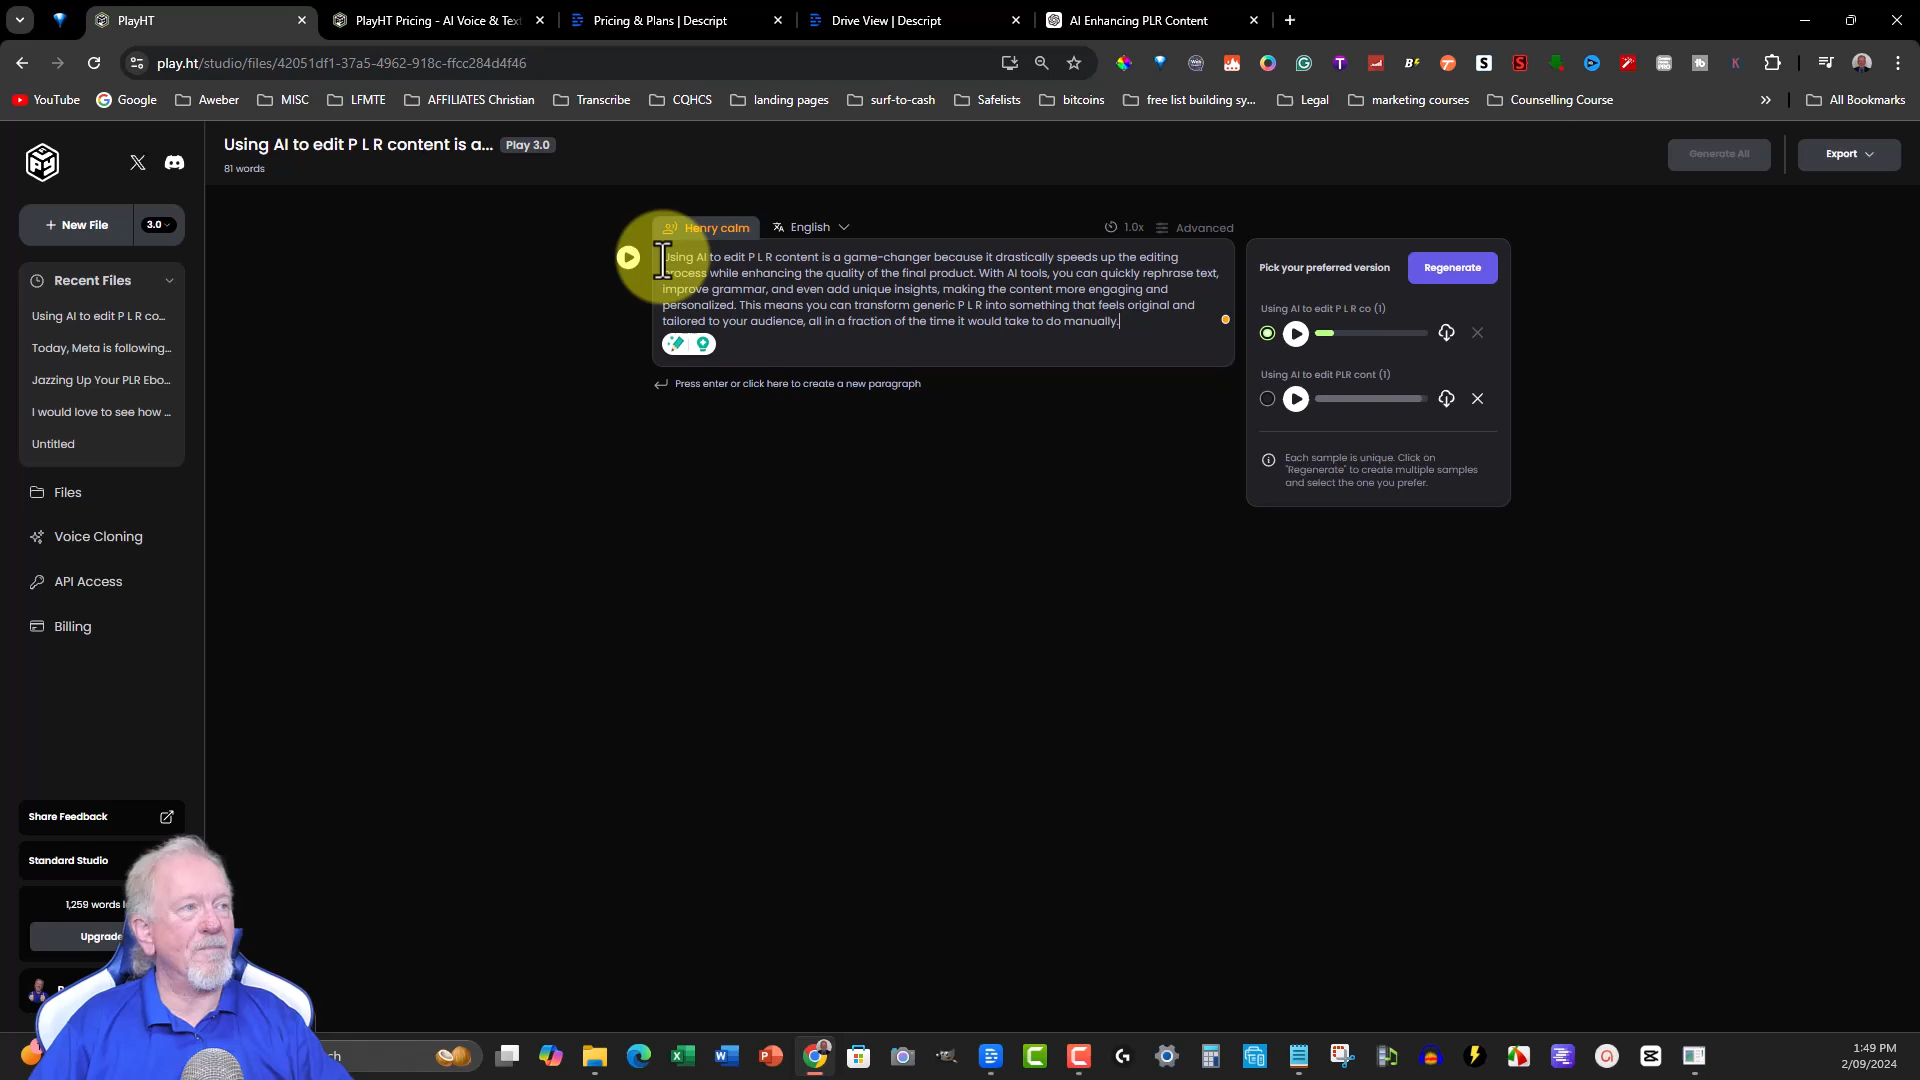 PlayHT
PlayHT Pricing - AI Voice & Text
Pricing & Plans | Descript
Drive View | Descript
AI Enhancing PLR Content
play.ht/studio/files/42051df1-37a5-4962-918c-ffcc284d4f46
YouTube
Google
Aweber
MISC
LFMTE
AFFILIATES Christian
Transcribe
CQHCS
landing pages
surf-to-cash
Safelists
bitcoins
free list building sy...
Legal
marketing courses
Counselling Course
All Bookmarks
Using AI to edit P L R content is a...
Play 3.0
81 words
Generate All
Export
New File
3.0
Recent Files
Using AI to edit P L R co...
Today, Meta is following...
Jazzing Up Your PLR Ebo...
I would love to see how ...
Untitled
Files
Voice Cloning
API Access
Billing
Share Feedback
Standard Studio
1,259 words
Upgrade
Henry calm
English
1.0x
Advanced
Using AI to edit P L R content is a game-changer because it drastically speeds up the editing
process while enhancing the quality of the final product. With AI tools, you can quickly rephrase text,
improve grammar, and even add unique insights, making the content more engaging and
personalized. This means you can transform generic P L R into something that feels original and
tailored to your audience, all in a fraction of the time it would take to do manually.
Press enter or click here to create a new paragraph
Pick your preferred version
Regenerate
Using AI to edit P L R co (1)
Using AI to edit PLR cont (1)
Each sample is unique. Click on
"Regenerate" to create multiple samples
and select the one you prefer.
1:49 PM
2/09/2024